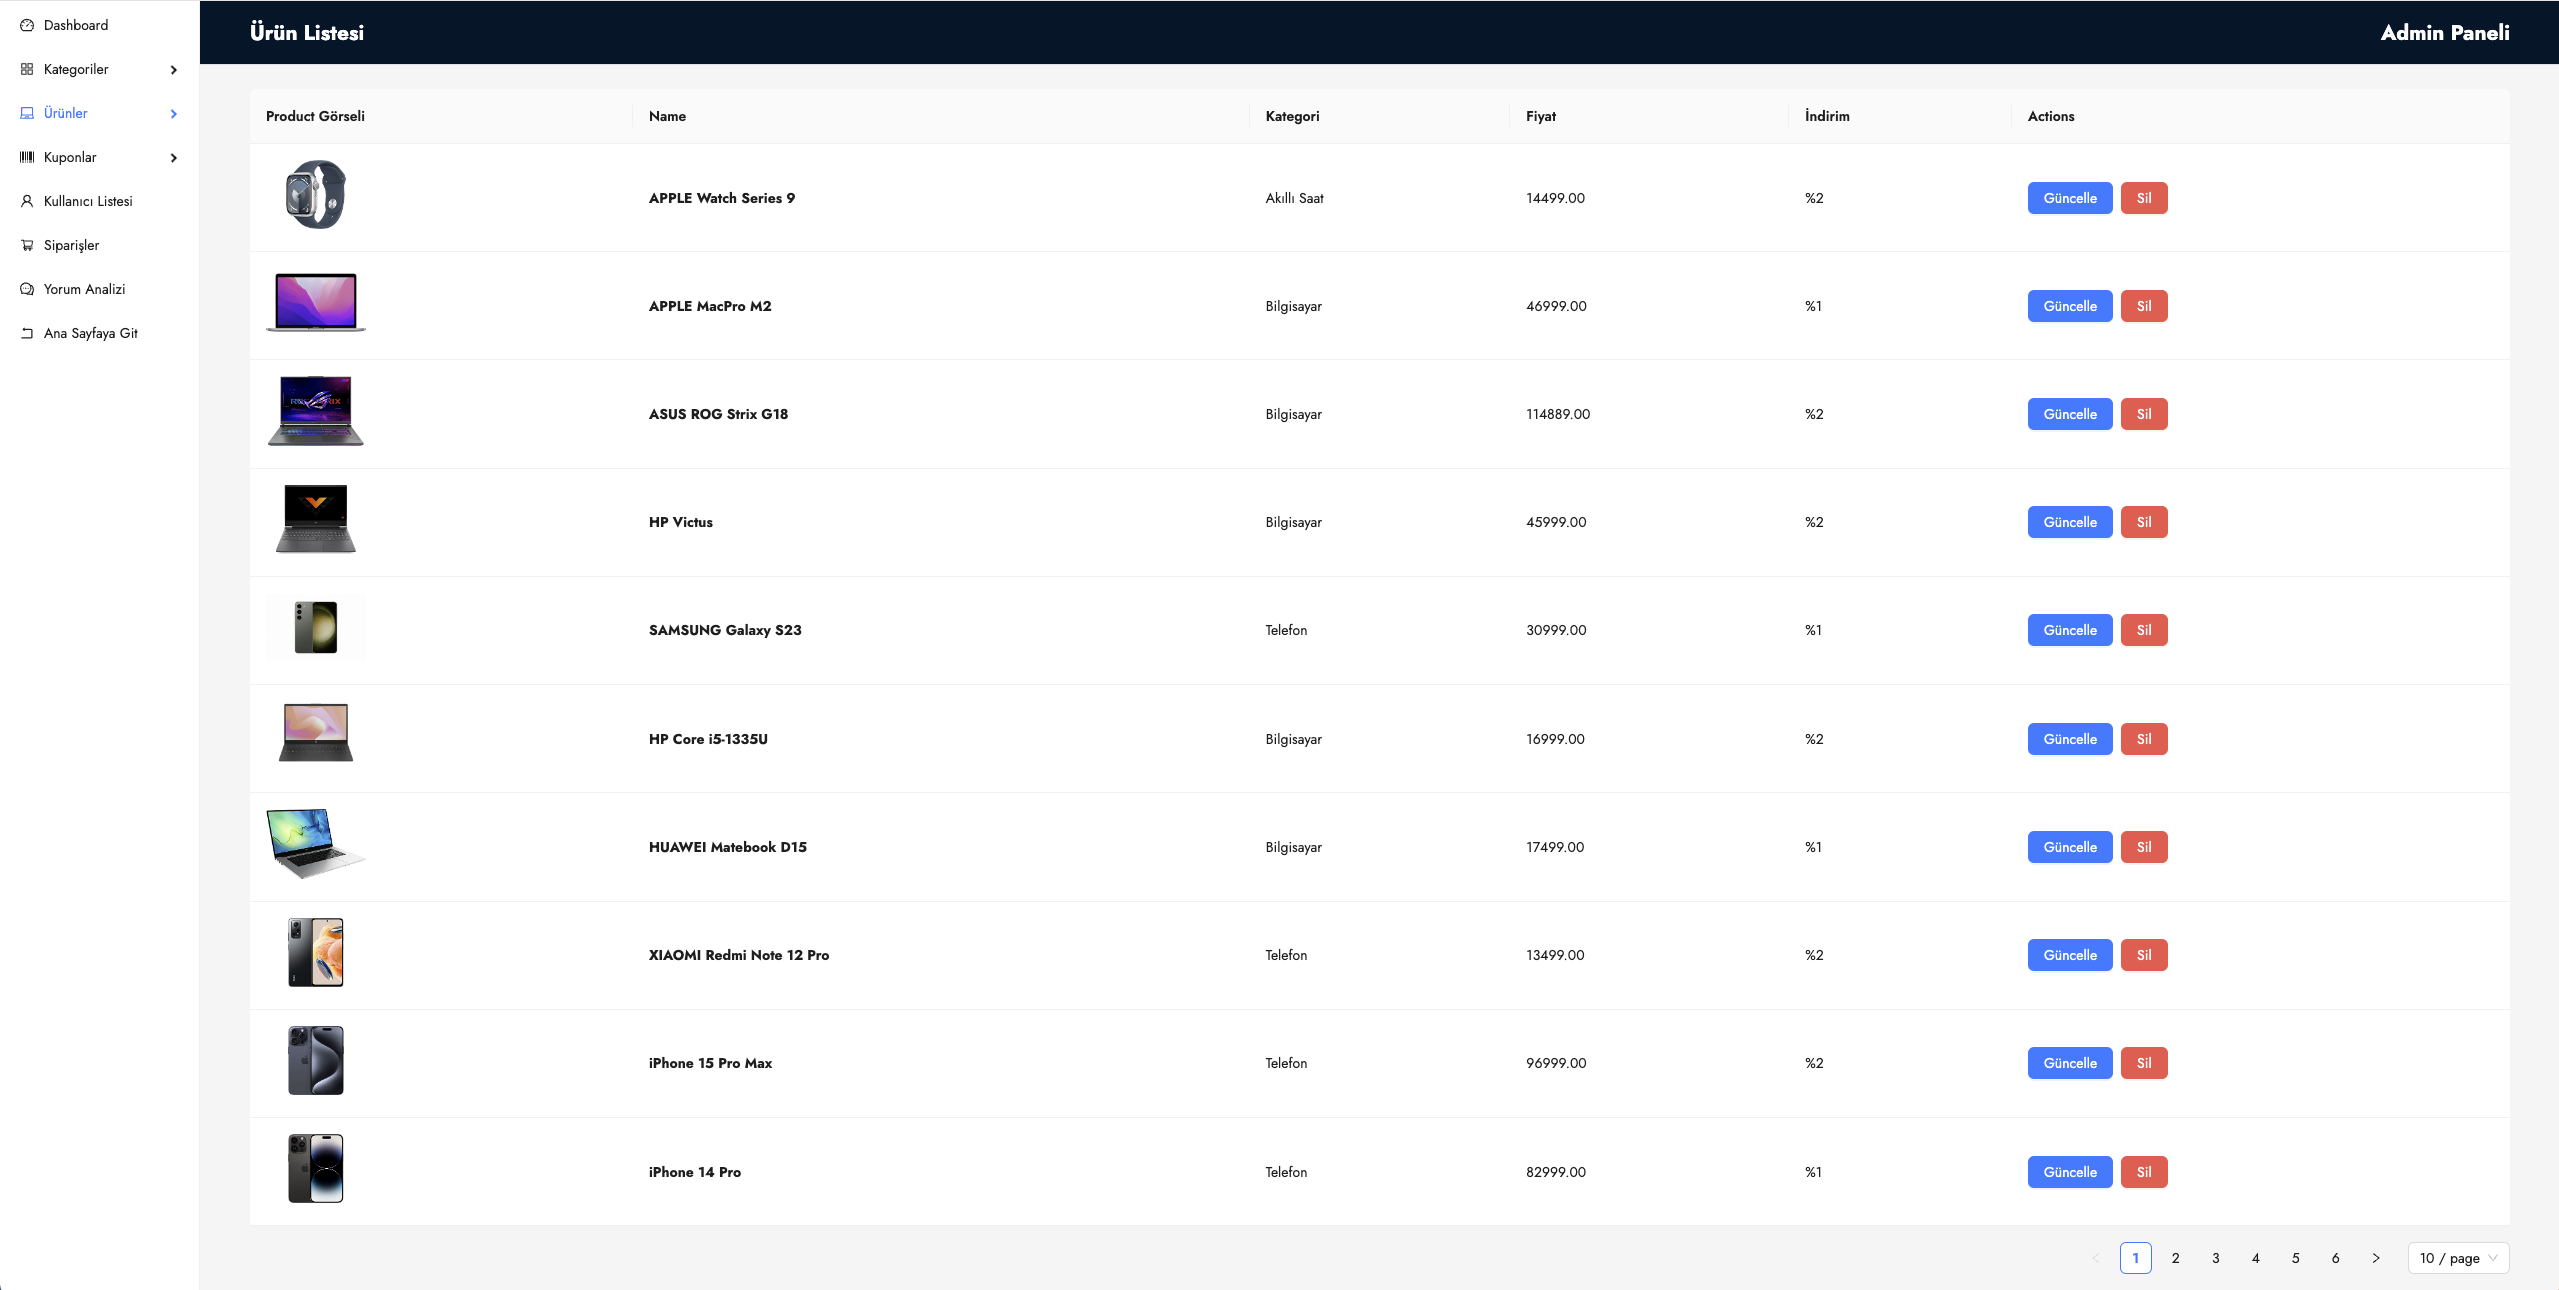 Dashboard
Kategoriler
Ürünler
Kuponlar
Kullanıcı Listesi
Siparişler
Yorum Analizi
Ana Sayfaya Git
Ürün Listesi Admin Paneli
Product Görseli Name Kategori Fiyat İndirim Actions
APPLE Watch Series 9 Akıllı Saat 14499.00 %2 Güncelle Sil
APPLE MacPro M2 Bilgisayar 46999.00 %1 Güncelle Sil
ASUS ROG Strix G18 Bilgisayar 114889.00 %2 Güncelle Sil
HP Victus Bilgisayar 45999.00 %2 Güncelle Sil
SAMSUNG Galaxy S23 Telefon 30999.00 %1 Güncelle Sil
HP Core i5-1335U Bilgisayar 16999.00 %2 Güncelle Sil
HUAWEI Matebook D15 Bilgisayar 17499.00 %1 Güncelle Sil
XIAOMI Redmi Note 12 Pro Telefon 13499.00 %2 Güncelle Sil
iPhone 15 Pro Max Telefon 96999.00 %2 Güncelle Sil
iPhone 14 Pro Telefon 82999.00 %1 Güncelle Sil
1 2 3 4 5 6 10 / page